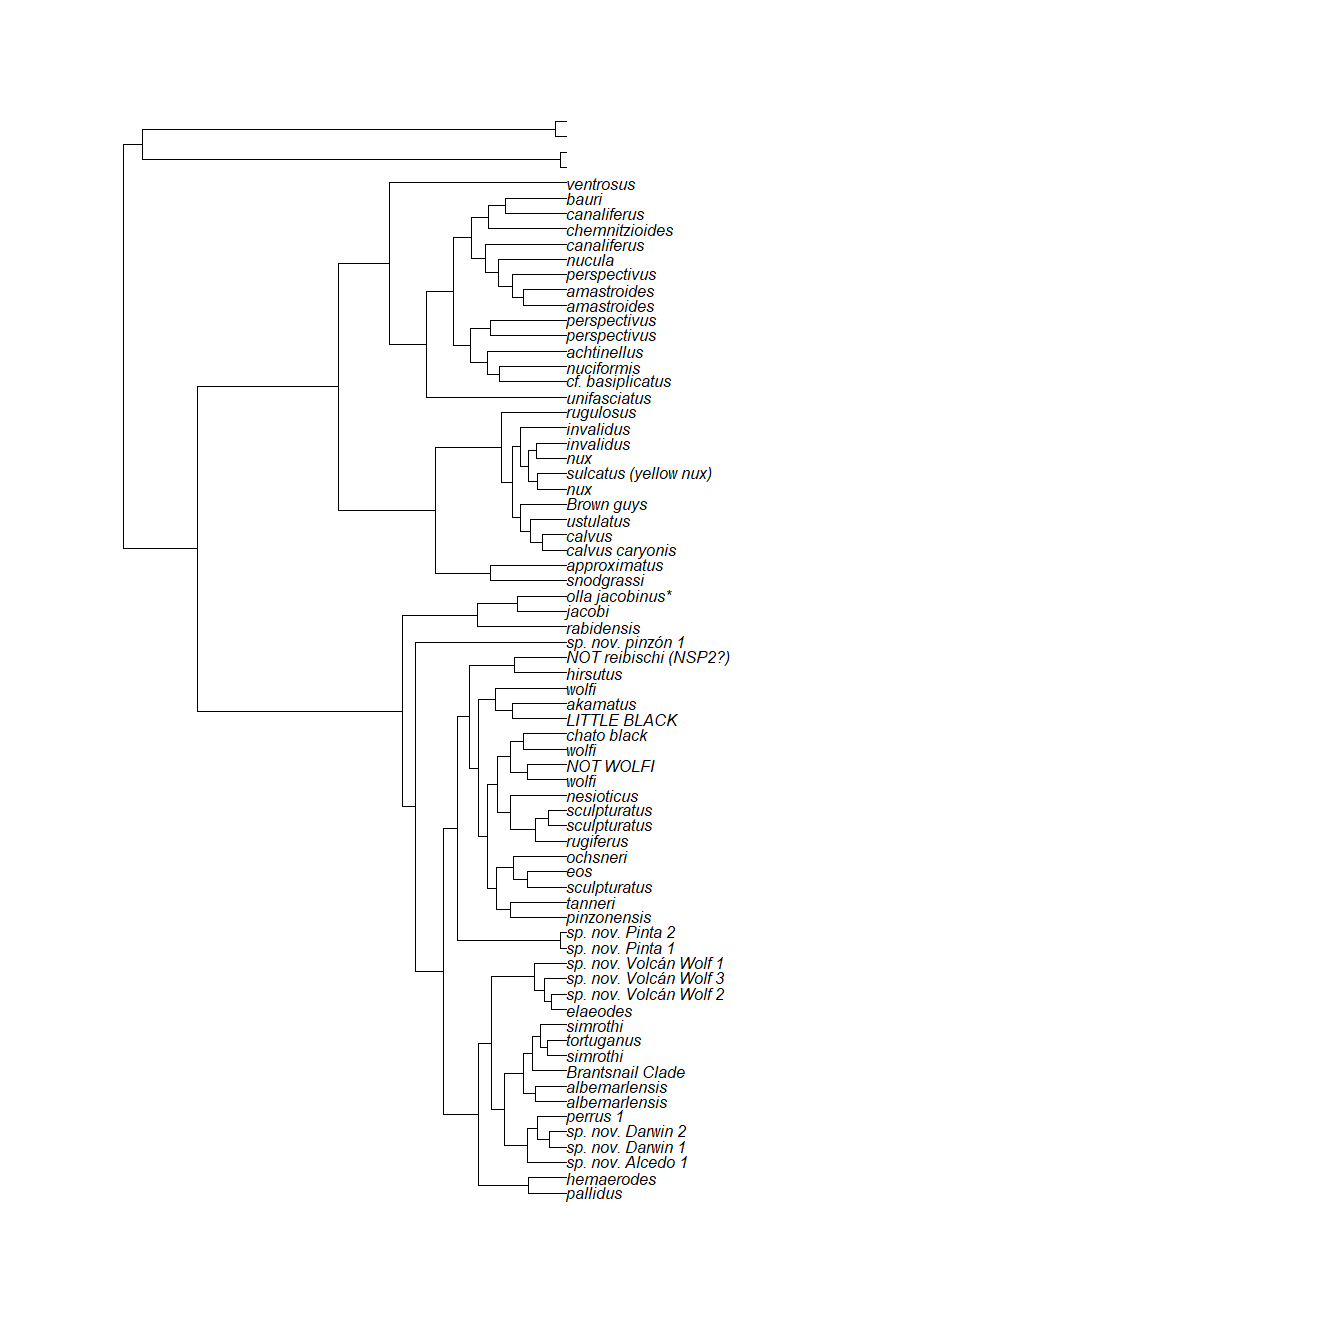 ventrosus
bauri
canaliferus
chemnitzioides
canaliferus
nucula
perspectivus
amastroides
amastroides
perspectivus
perspectivus
achtinellus
nuciformis
cf. basiplicatus
unifasciatus
rugulosus
invalidus
invalidus
nux
sulcatus (yellow nux)
nux
Brown guys
ustulatus
calvus
calvus caryonis
approximatus
snodgrassi
olla jacobinus*
jacobi
rabidensis
sp. nov. pinzón 1
NOT reibischi (NSP2?)
hirsutus
wolfi
akamatus
LITTLE BLACK
chato black
wolfi
NOT WOLFI
wolfi
nesioticus
sculpturatus
sculpturatus
rugiferus
ochsneri
eos
sculpturatus
tanneri
pinzonensis
sp. nov. Pinta 2
sp. nov. Pinta 1
sp. nov. Volcán Wolf 1
sp. nov. Volcán Wolf 3
sp. nov. Volcán Wolf 2
elaeodes
simrothi
tortuganus
simrothi
Brantsnail Clade
albemarlensis
albemarlensis
perrus 1
sp. nov. Darwin 2
sp. nov. Darwin 1
sp. nov. Alcedo 1
hemaerodes
pallidus